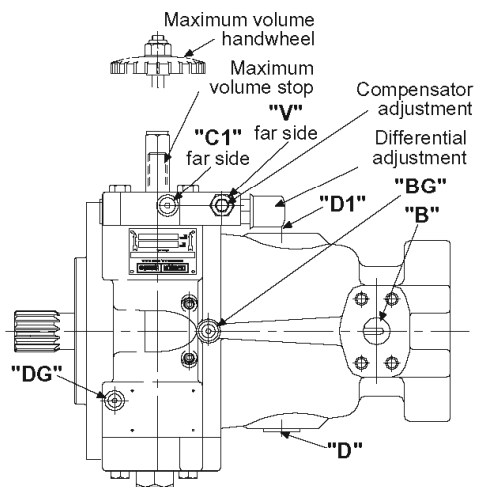 Maximum volume
handwheel
Maximum
volume stop
"V"
far side
"C1"
far side
Compensator
adjustment
Differential
adjustment
"BG"
"D1"
"B"
"DG"
"D"